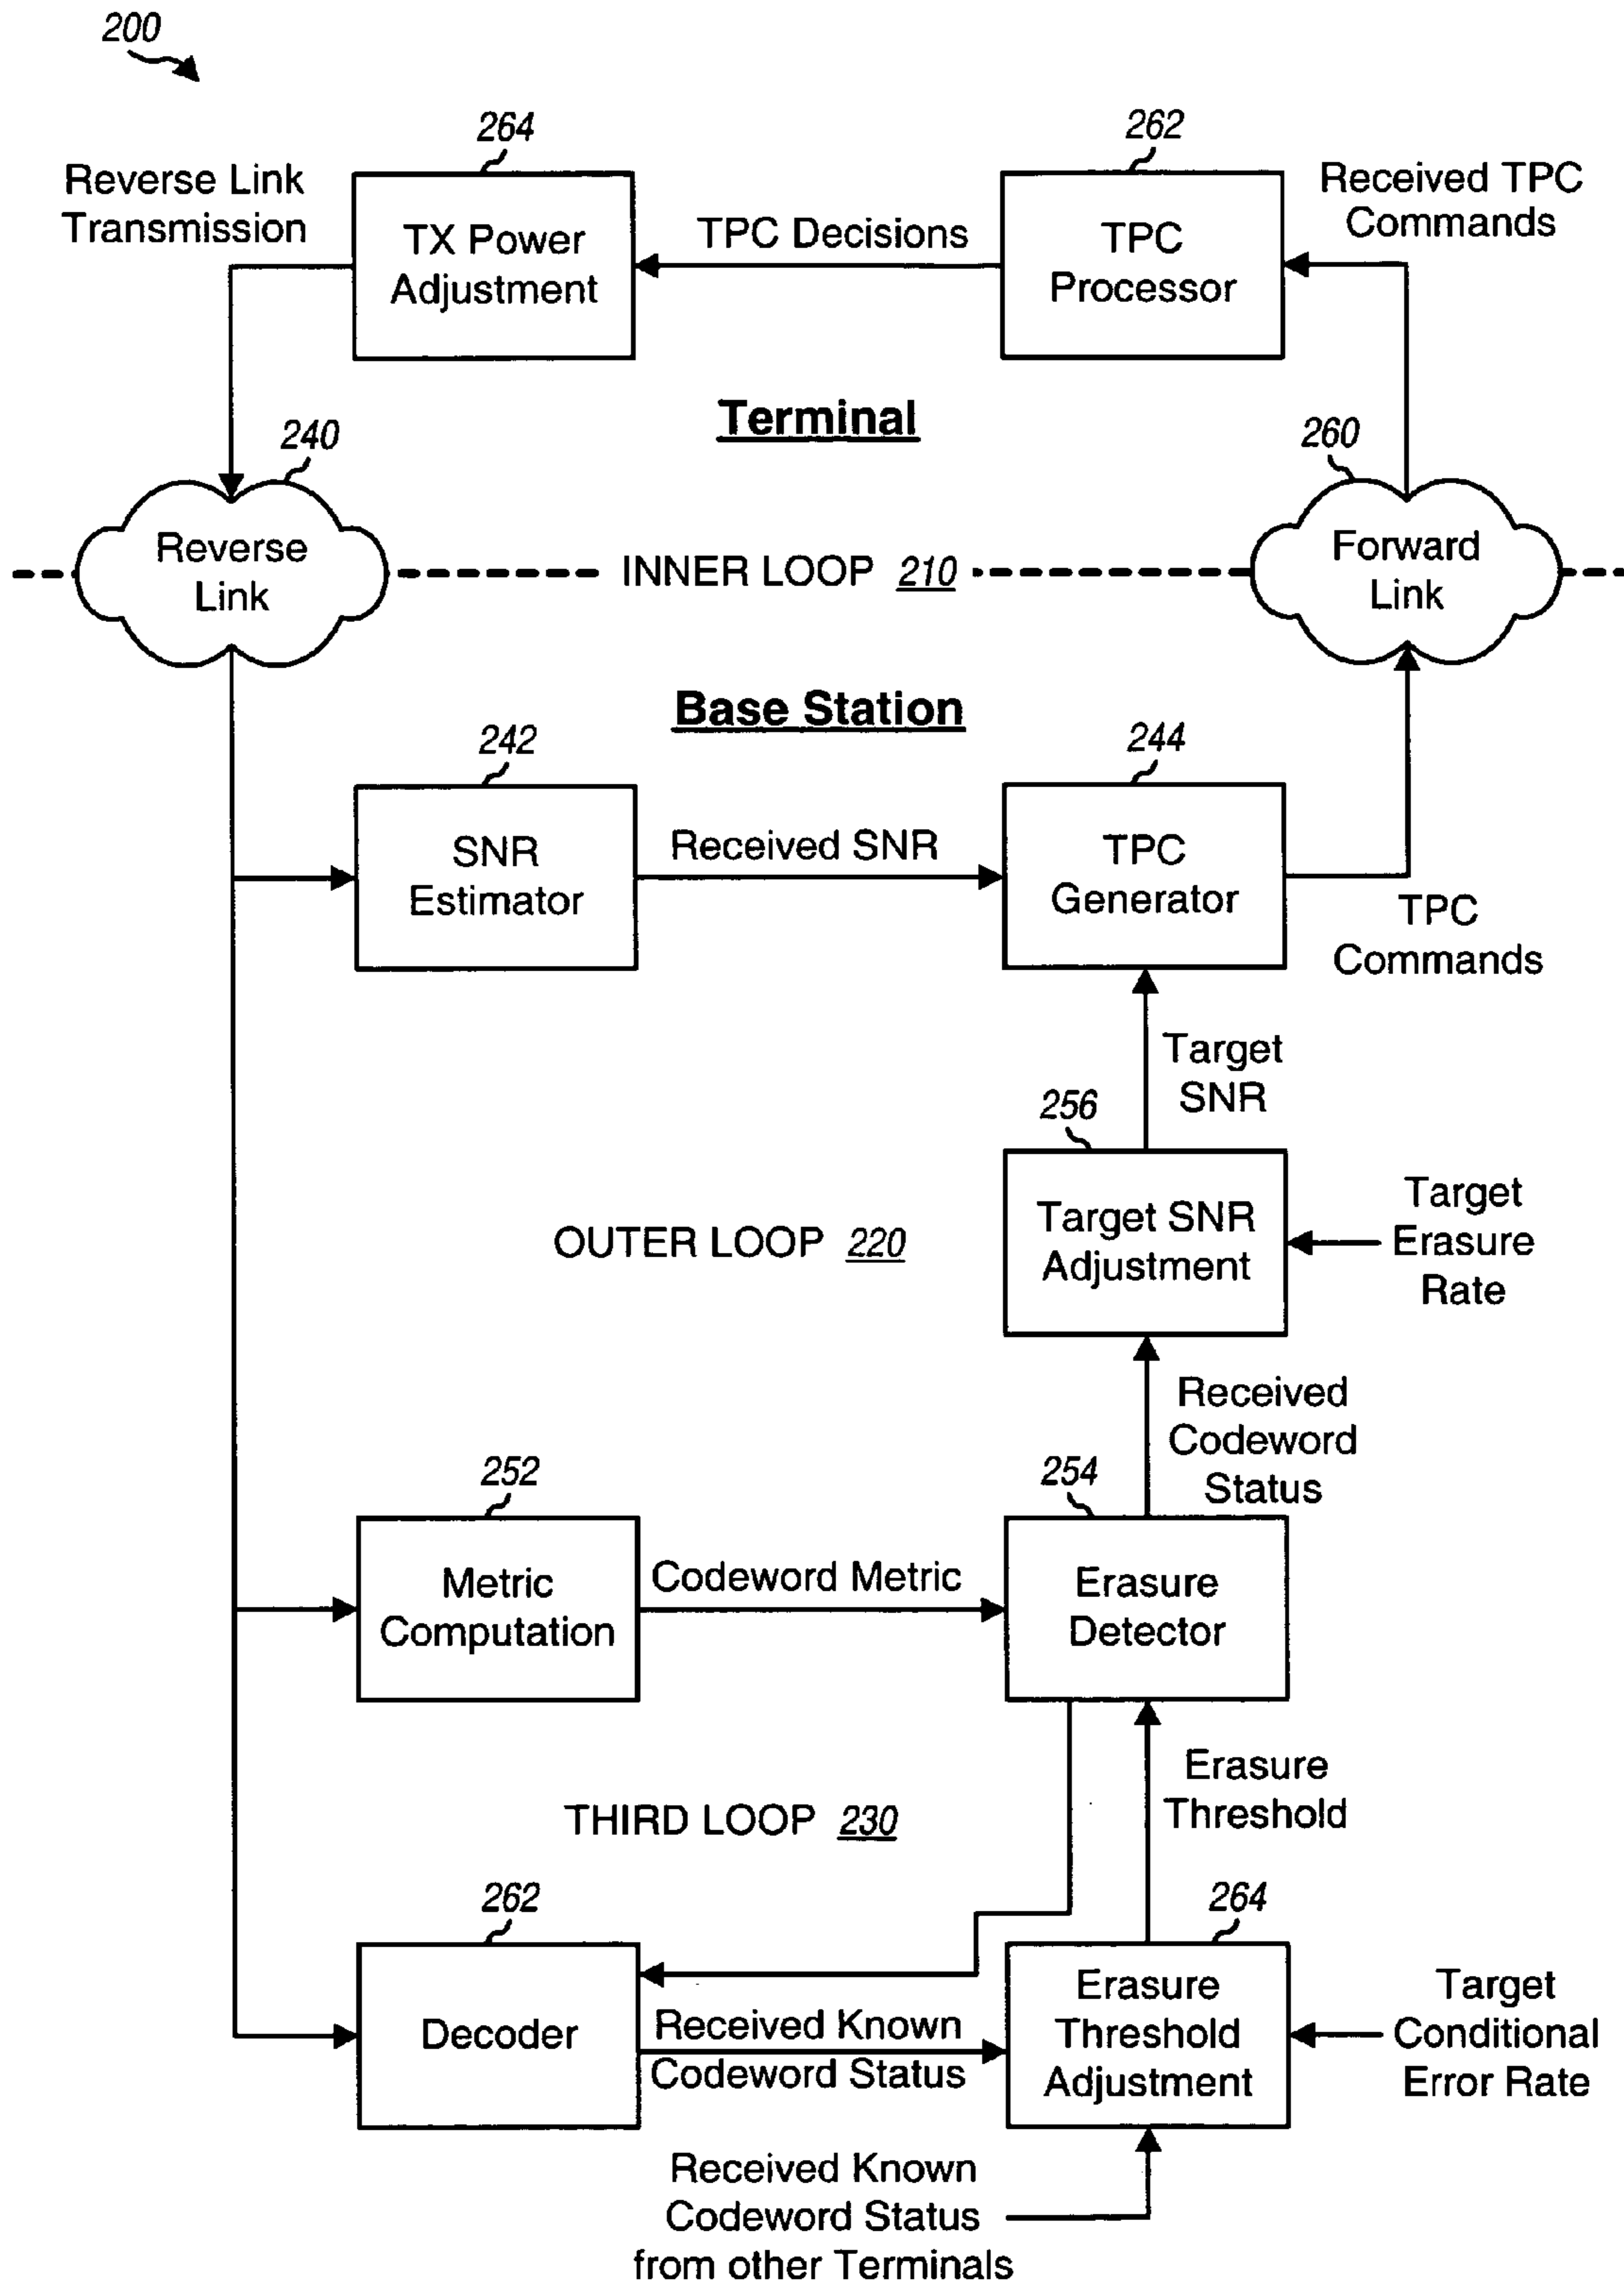 200
264
262
Reverse Link
Transmission
TX Power
Adjustment
TPC Decisions
TPC
Processor
Received TPC
Commands
Terminal
240
260
Reverse
Link
INNER LOOP 210
Forward
Link
Base Station
242
244
SNR
Estimator
Received SNR
TPC
Generator
TPC
Commands
Target
SNR
256
OUTER LOOP 220
Target SNR
Adjustment
Target
Erasure
Rate
Received
Codeword
Status
252
254
Metric
Computation
Codeword Metric
Erasure
Detector
Erasure
Threshold
THIRD LOOP 230
262
264
Decoder
Received Known
Codeword Status
Erasure
Threshold
Adjustment
Target
Conditional
Error Rate
Received Known
Codeword Status
from other Terminals